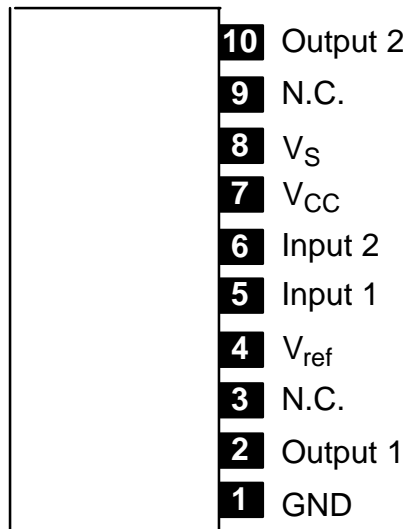 10 Output 2
9 N.C.
8 VS
7 VCC
6 Input 2
5 Input 1
4 Vref
3 N.C.
2 Output 1
1 GND